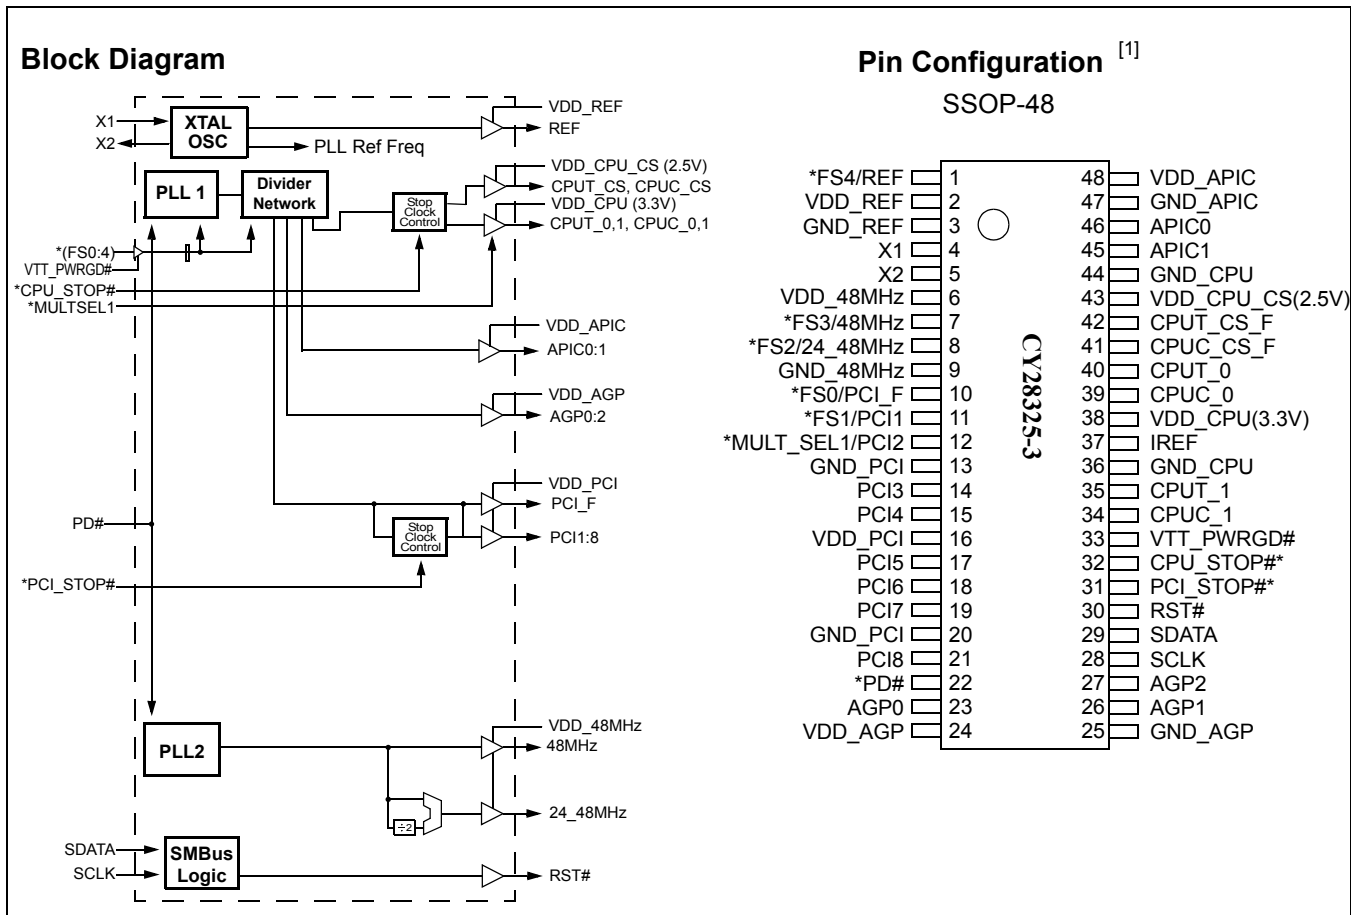 Block Diagram
X1
X2
XTAL
OSC
VDD_REF
REF
PLL Ref Freq
PLL 1
Divider
Network
Stop
Clock
Control
VDD_CPU_CS (2.5V)
CPUT_CS, CPUC_CS
VDD_CPU (3.3V)
CPUT_0,1, CPUC_0,1
*(FS0:4)
VTT_PWRGD#
*CPU_STOP#
*MULTSEL1
VDD_APIC
APIC0:1
VDD_AGP
AGP0:2
VDD_PCI
PCI_F
Stop
Clock
Control
PCI1:8
PD#
*PCI_STOP#
PLL2
VDD_48MHz
48MHz
÷2
24_48MHz
SDATA
SCLK
SMBus
Logic
RST#
Pin Configuration [1]
SSOP-48
CY28325-3
*FS4/REF 1
VDD_REF 2
GND_REF 3
X1 4
X2 5
VDD_48MHz 6
*FS3/48MHz 7
*FS2/24_48MHz 8
GND_48MHz 9
*FS0/PCI_F 10
*FS1/PCI1 11
*MULT_SEL1/PCI2 12
GND_PCI 13
PCI3 14
PCI4 15
VDD_PCI 16
PCI5 17
PCI6 18
PCI7 19
GND_PCI 20
PCI8 21
*PD# 22
AGP0 23
VDD_AGP 24
48 VDD_APIC
47 GND_APIC
46 APIC0
45 APIC1
44 GND_CPU
43 VDD_CPU_CS(2.5V)
42 CPUT_CS_F
41 CPUC_CS_F
40 CPUT_0
39 CPUC_0
38 VDD_CPU(3.3V)
37 IREF
36 GND_CPU
35 CPUT_1
34 CPUC_1
33 VTT_PWRGD#
32 CPU_STOP#*
31 PCI_STOP#*
30 RST#
29 SDATA
28 SCLK
27 AGP2
26 AGP1
25 GND_AGP